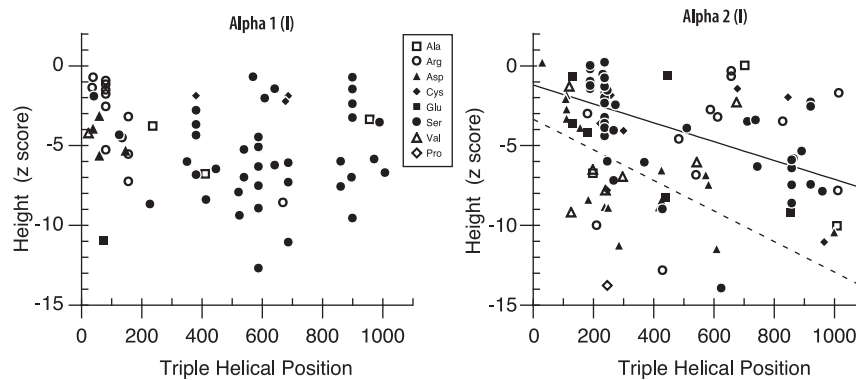 Alpha 1 (I)
Alpha 2 (I)
Height (z score)
0
-5
-10
-15
0 200 400 600 800 1000
Triple Helical Position
Ala
Arg
Asp
Cys
Glu
Ser
Val
Pro
Height (z score)
0
-5
-10
-15
0 200 400 600 800 1000
Triple Helical Position